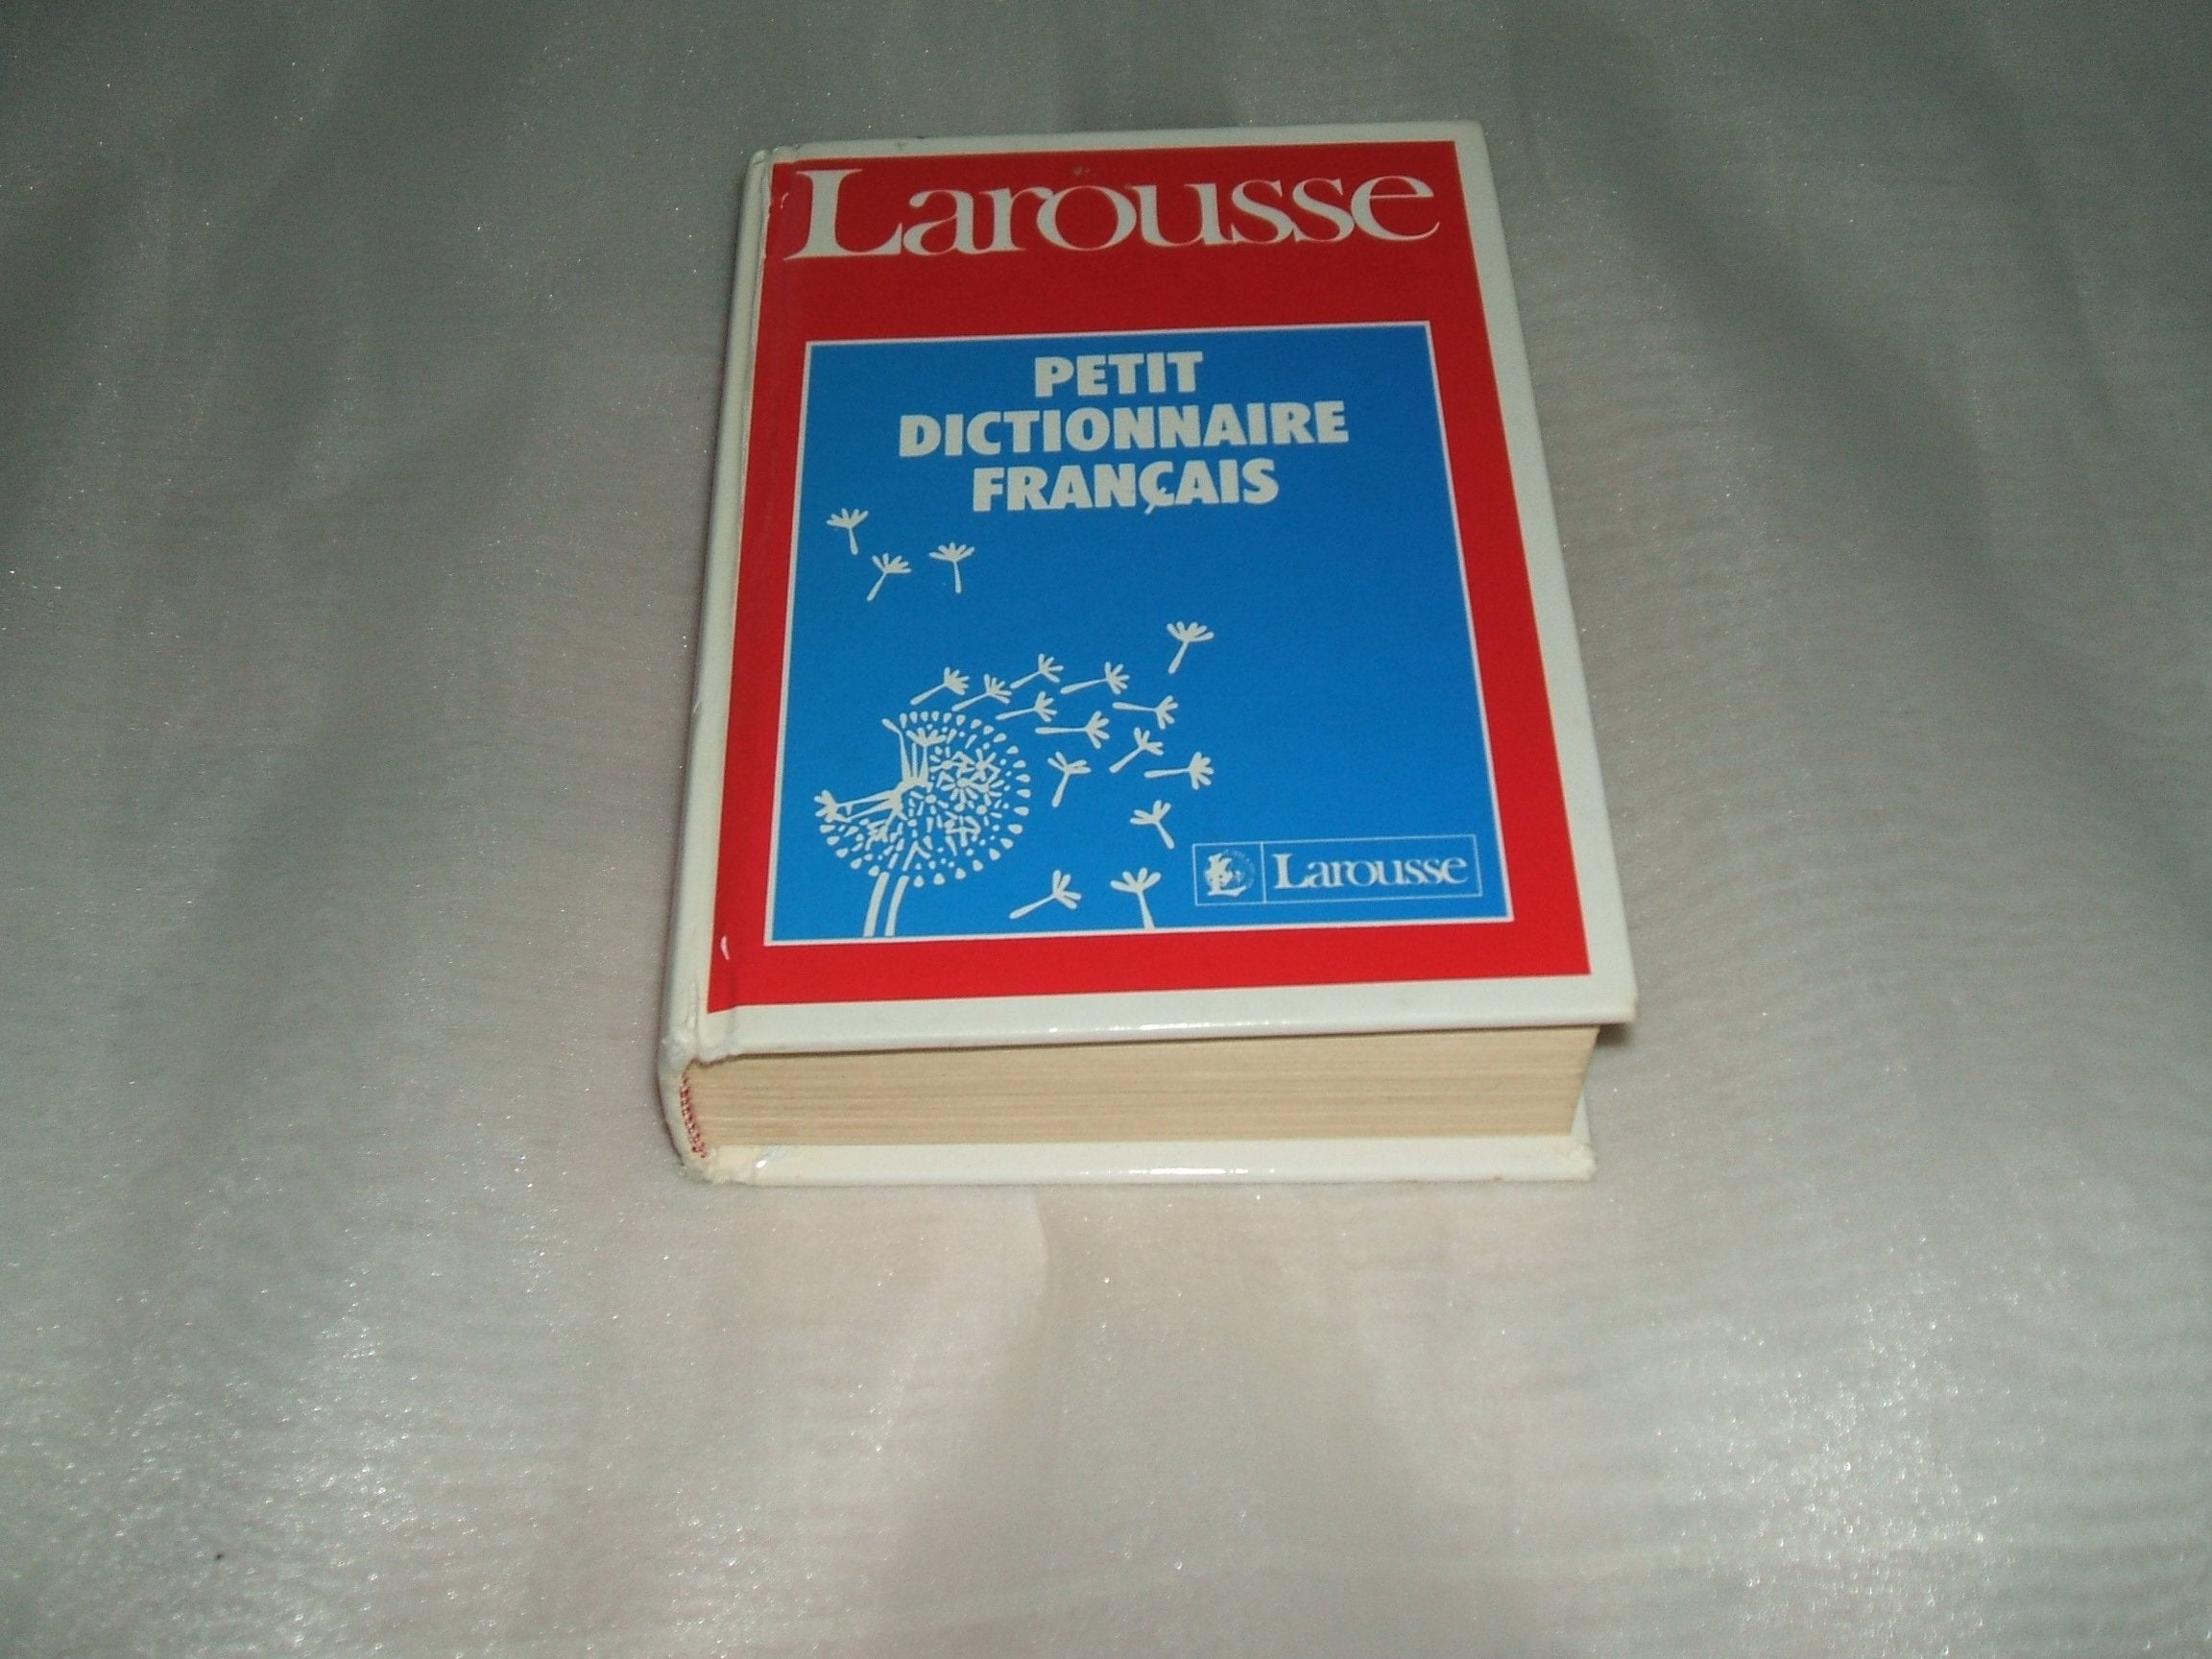 Larousse
PETIT
DICTIONNAIRE
FRANÇAIS
Larousse